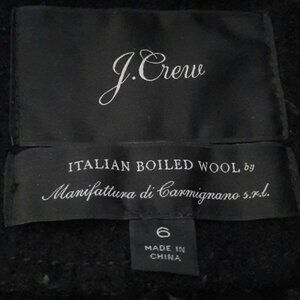 J.Crew
ITALIAN BOILED WOOL by
Manifattura di Carmignano s.r.l.
6
MADE IN
CHINA